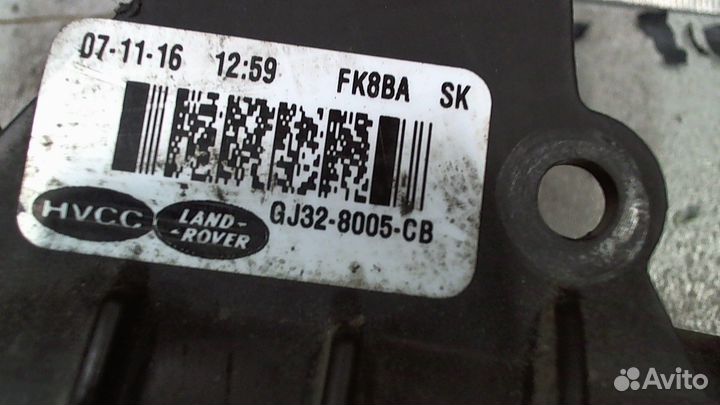 07-11-16 12:59 FK8BA SK
HVCC LAND-ROVER GJ32-8005-CB
Avito